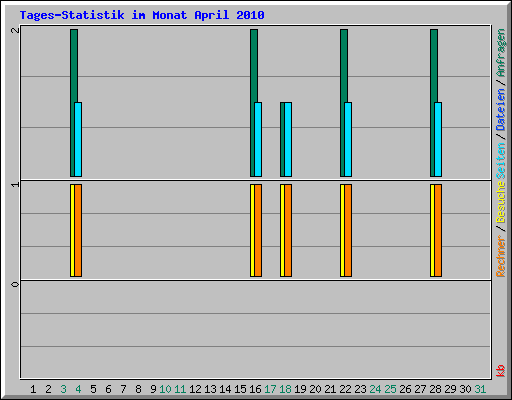 Tages-Statistik im Monat April 2010
2
1
0
Rechner / Besuche Seiten / Dateien / Anfragen
kb
1 2 3 4 5 6 7 8 9 10 11 12 13 14 15 16 17 18 19 20 21 22 23 24 25 26 27 28 29 30 31